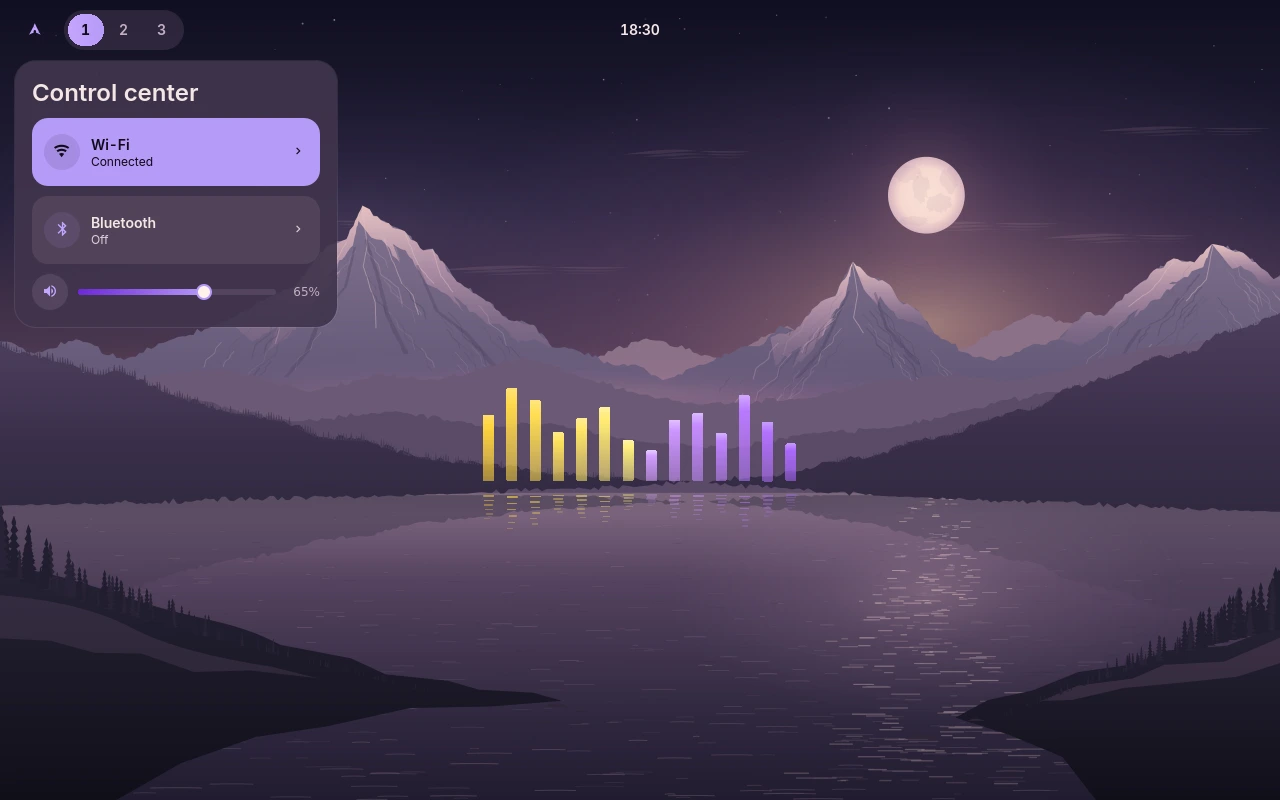 1 2 3
18:30
Control center
Wi-Fi
Connected
Bluetooth
Off
65%